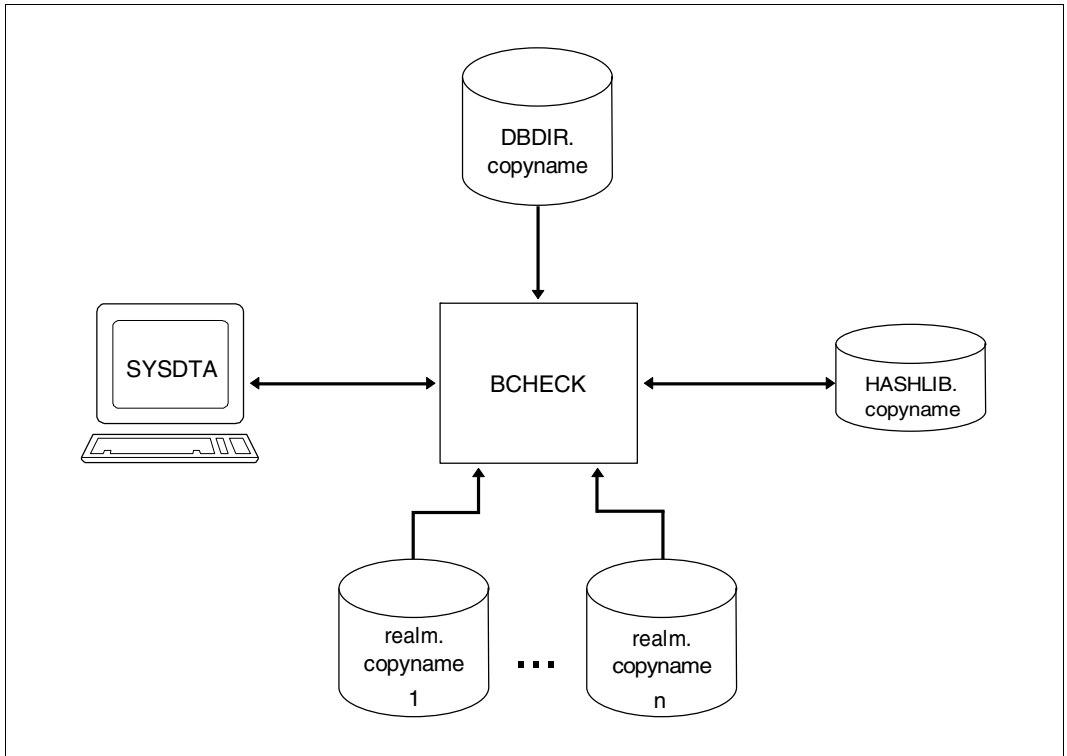 DBDIR.
copyname
SYSDTA
BCHECK
HASHLIB.
copyname
realm.
copyname
1
...
realm.
copyname
n